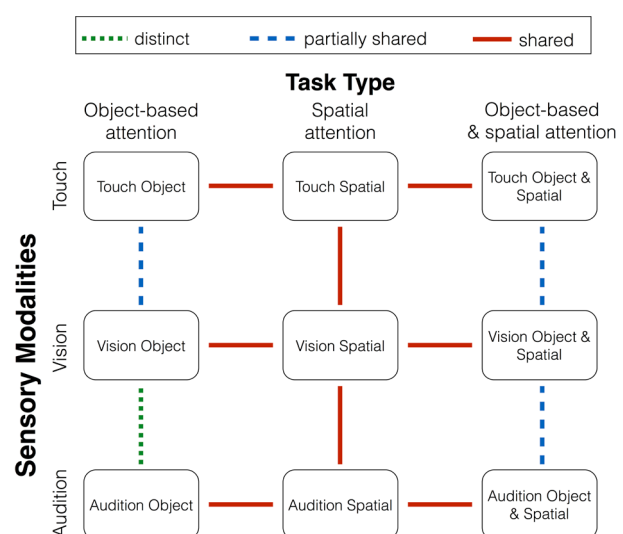 distinct
partially shared
shared
Task Type
Object-based
attention
Spatial
attention
Object-based
& spatial attention
Sensory Modalities
Touch
Touch Object
Touch Spatial
Touch Object &
Spatial
Vision
Vision Object
Vision Spatial
Vision Object &
Spatial
Audition
Audition Object
Audition Spatial
Audition Object
& Spatial